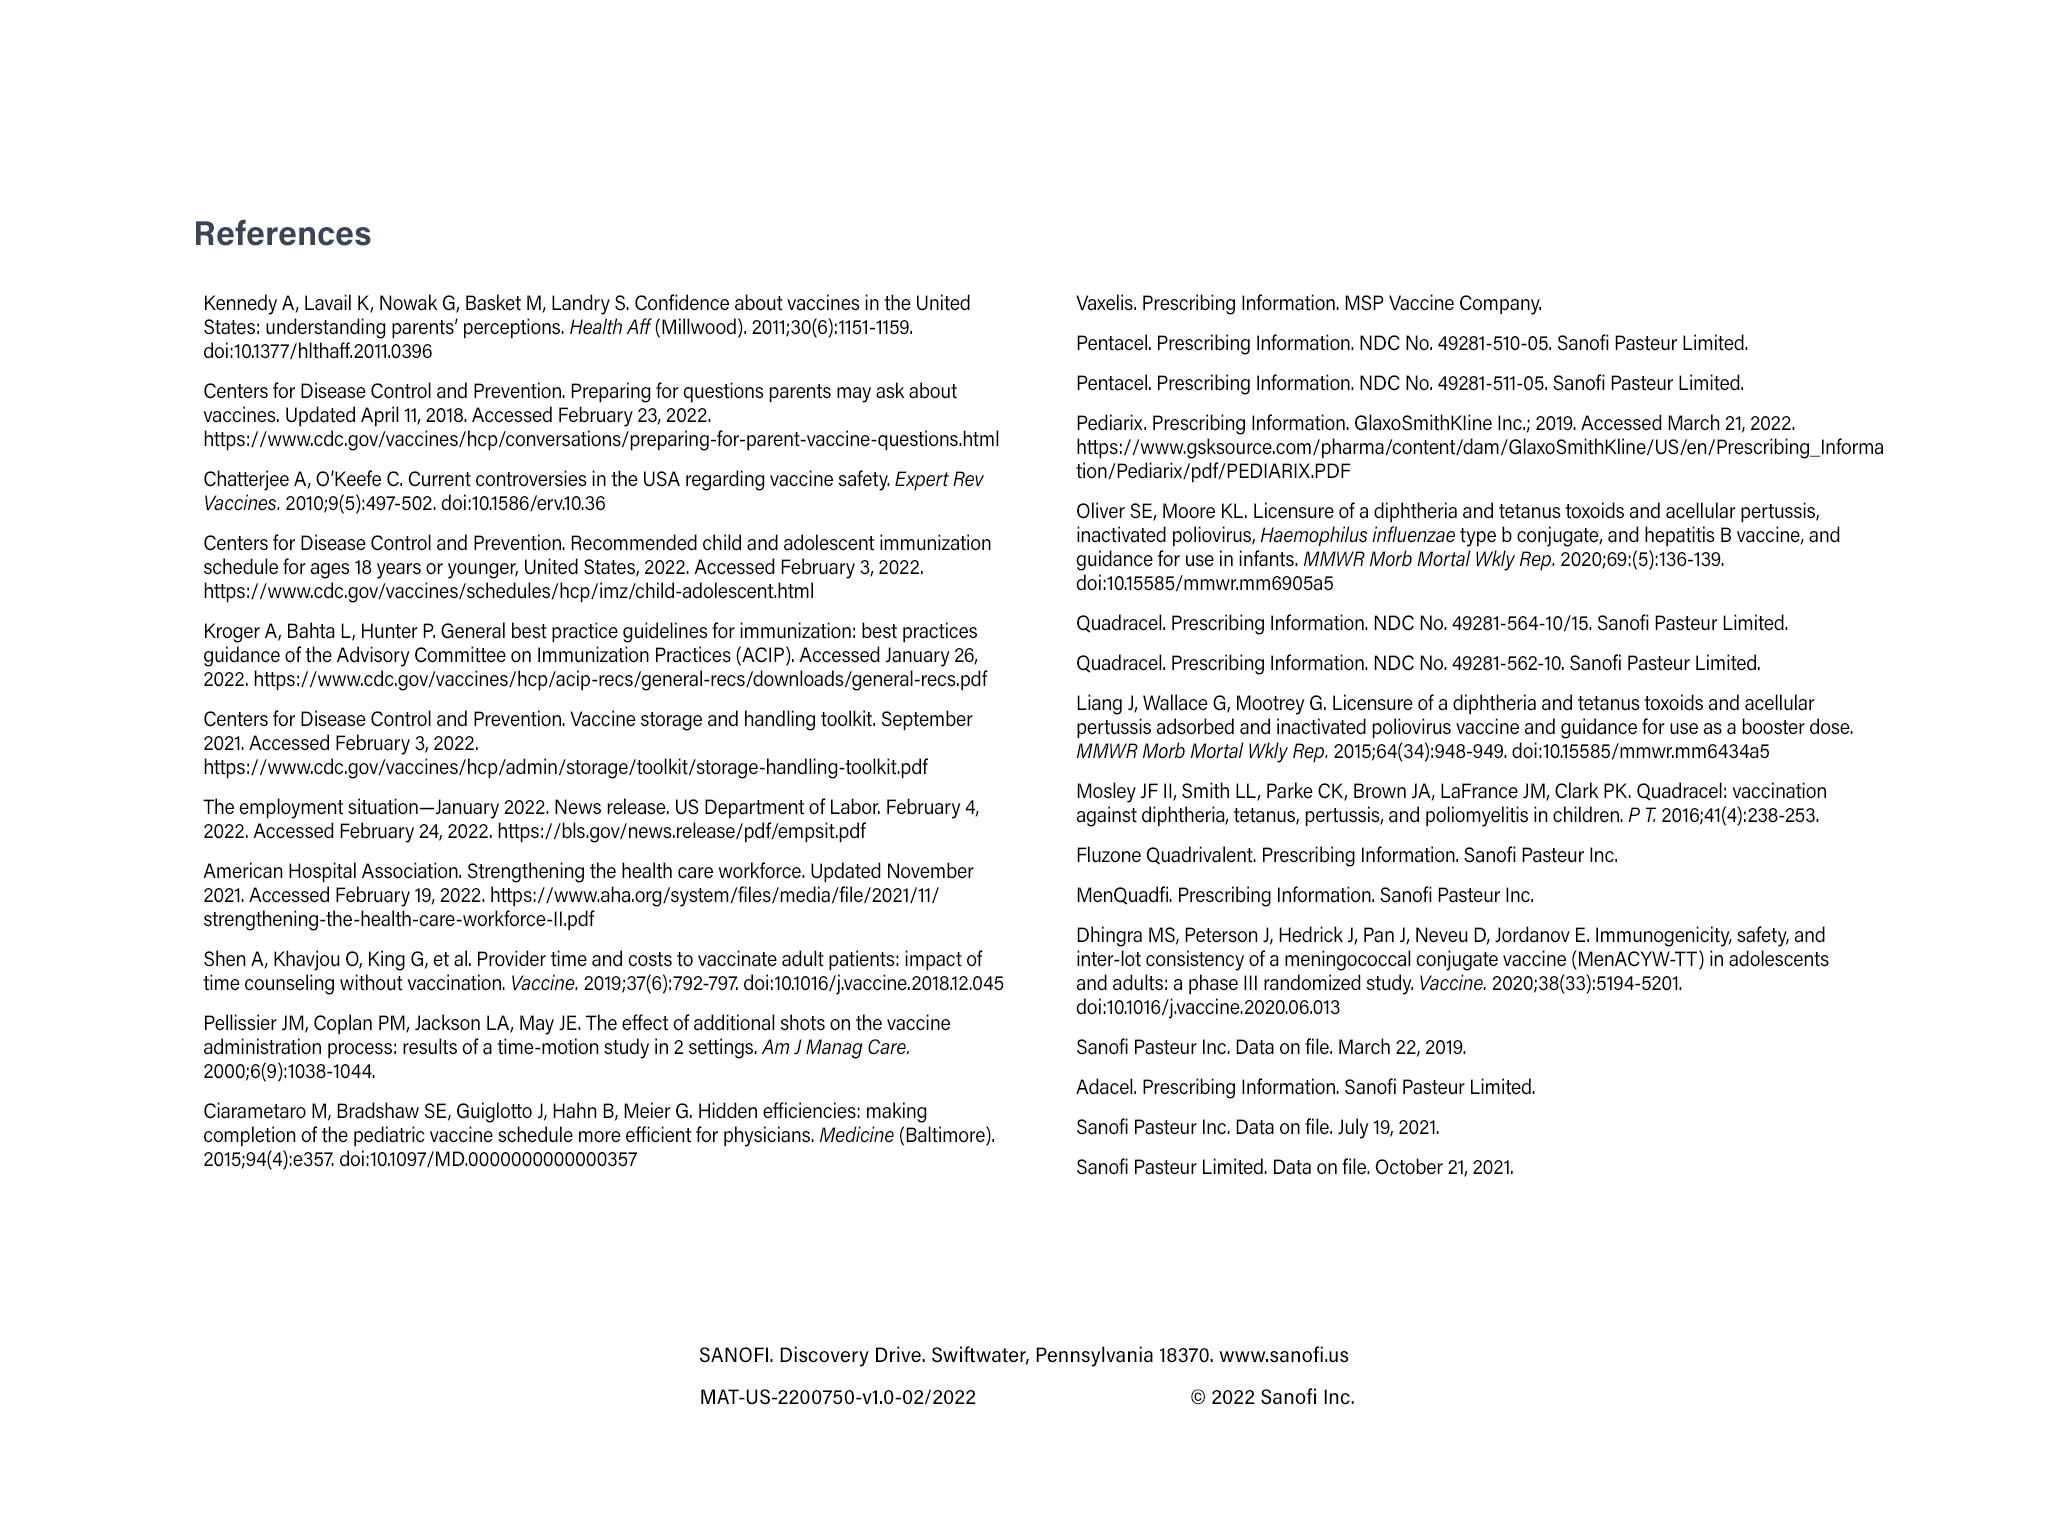 References
Kennedy A, Lavail K, Nowak G, Basket M, Landry S. Confidence about vaccines in the United
States: understanding parents’ perceptions. Health Aff (Millwood). 2011;30(6):1151-1159.
doi:10.1377/hlthaff.2011.0396
Centers for Disease Control and Prevention. Preparing for questions parents may ask about
vaccines. Updated April 11, 2018. Accessed February 23, 2022.
https://www.cdc.gov/vaccines/hcp/conversations/preparing-for-parent-vaccine-questions.html
Chatterjee A, O’Keefe C. Current controversies in the USA regarding vaccine safety. Expert Rev
Vaccines. 2010;9(5):497-502. doi:10.1586/erv.10.36
Centers for Disease Control and Prevention. Recommended child and adolescent immunization
schedule for ages 18 years or younger, United States, 2022. Accessed February 3, 2022.
https://www.cdc.gov/vaccines/schedules/hcp/imz/child-adolescent.html
Kroger A, Bahta L, Hunter P. General best practice guidelines for immunization: best practices
guidance of the Advisory Committee on Immunization Practices (ACIP). Accessed January 26,
2022. https://www.cdc.gov/vaccines/hcp/acip-recs/general-recs/downloads/general-recs.pdf
Centers for Disease Control and Prevention. Vaccine storage and handling toolkit. September
2021. Accessed February 3, 2022.
https://www.cdc.gov/vaccines/hcp/admin/storage/toolkit/storage-handling-toolkit.pdf
The employment situation—January 2022. News release. US Department of Labor. February 4,
2022. Accessed February 24, 2022. https://bls.gov/news.release/pdf/empsit.pdf
American Hospital Association. Strengthening the health care workforce. Updated November
2021. Accessed February 19, 2022. https://www.aha.org/system/files/media/file/2021/11/
strengthening-the-health-care-workforce-II.pdf
Shen A, Khavjou O, King G, et al. Provider time and costs to vaccinate adult patients: impact of
time counseling without vaccination. Vaccine. 2019;37(6):792-797. doi:10.1016/j.vaccine.2018.12.045
Pellissier JM, Coplan PM, Jackson LA, May JE. The effect of additional shots on the vaccine
administration process: results of a time-motion study in 2 settings. Am J Manag Care.
2000;6(9):1038-1044.
Ciarametaro M, Bradshaw SE, Guiglotto J, Hahn B, Meier G. Hidden efficiencies: making
completion of the pediatric vaccine schedule more efficient for physicians. Medicine (Baltimore).
2015;94(4):e357. doi:10.1097/MD.0000000000000357
Vaxelis. Prescribing Information. MSP Vaccine Company.
Pentacel. Prescribing Information. NDC No. 49281-510-05. Sanofi Pasteur Limited.
Pentacel. Prescribing Information. NDC No. 49281-511-05. Sanofi Pasteur Limited.
Pediarix. Prescribing Information. GlaxoSmithKline Inc.; 2019. Accessed March 21, 2022.
https://www.gsksource.com/pharma/content/dam/GlaxoSmithKline/US/en/Prescribing_Informa
tion/Pediarix/pdf/PEDIARIX.PDF
Oliver SE, Moore KL. Licensure of a diphtheria and tetanus toxoids and acellular pertussis,
inactivated poliovirus, Haemophilus influenzae type b conjugate, and hepatitis B vaccine, and
guidance for use in infants. MMWR Morb Mortal Wkly Rep. 2020;69:(5):136-139.
doi:10.15585/mmwr.mm6905a5
Quadracel. Prescribing Information. NDC No. 49281-564-10/15. Sanofi Pasteur Limited.
Quadracel. Prescribing Information. NDC No. 49281-562-10. Sanofi Pasteur Limited.
Liang J, Wallace G, Mootrey G. Licensure of a diphtheria and tetanus toxoids and acellular
pertussis adsorbed and inactivated poliovirus vaccine and guidance for use as a booster dose.
MMWR Morb Mortal Wkly Rep. 2015;64(34):948-949. doi:10.15585/mmwr.mm6434a5
Mosley JF II, Smith LL, Parke CK, Brown JA, LaFrance JM, Clark PK. Quadracel: vaccination
against diphtheria, tetanus, pertussis, and poliomyelitis in children. P T. 2016;41(4):238-253.
Fluzone Quadrivalent. Prescribing Information. Sanofi Pasteur Inc.
MenQuadfi. Prescribing Information. Sanofi Pasteur Inc.
Dhingra MS, Peterson J, Hedrick J, Pan J, Neveu D, Jordanov E. Immunogenicity, safety, and
inter-lot consistency of a meningococcal conjugate vaccine (MenACYW-TT) in adolescents
and adults: a phase III randomized study. Vaccine. 2020;38(33):5194-5201.
doi:10.1016/j.vaccine.2020.06.013
Sanofi Pasteur Inc. Data on file. March 22, 2019.
Adacel. Prescribing Information. Sanofi Pasteur Limited.
Sanofi Pasteur Inc. Data on file. July 19, 2021.
Sanofi Pasteur Limited. Data on file. October 21, 2021.
SANOFI. Discovery Drive. Swiftwater, Pennsylvania 18370. www.sanofi.us
MAT-US-2200750-v1.0-02/2022 © 2022 Sanofi Inc.